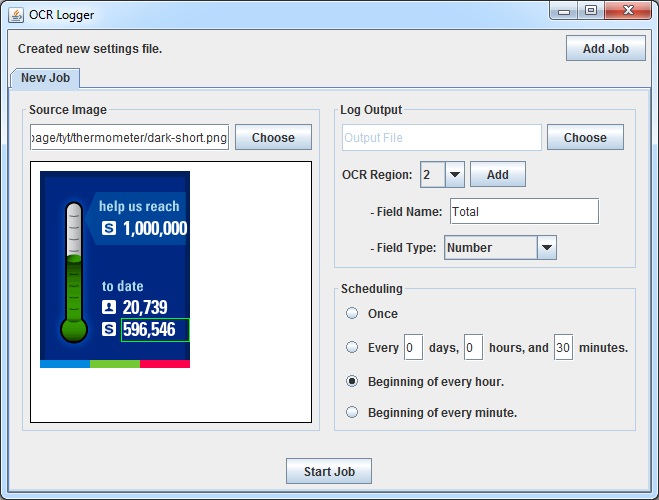 OCR Logger
Created new settings file.
Add Job
New Job
Source Image
page/tyt/thermometer/dark-short.png
Choose
help us reach
S 1,000,000
to date
20,739
S 596,546
Log Output
Output File
Choose
OCR Region: 2 Add
- Field Name: Total
- Field Type: Number
Scheduling
Once
Every 0 days, 0 hours, and 30 minutes.
Beginning of every hour.
Beginning of every minute.
Start Job